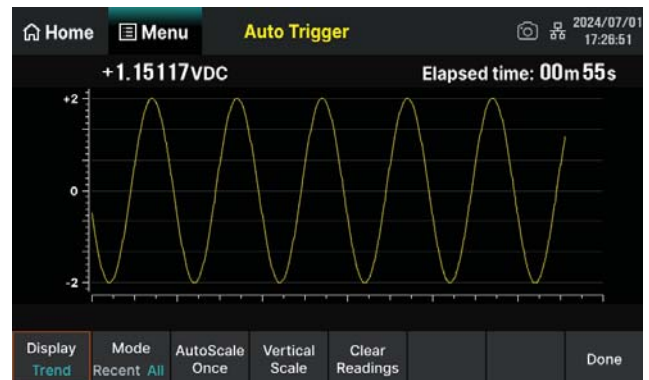 Home Menu Auto Trigger 2024/07/01
17:26:51
+1.15117VDC Elapsed time: 00m55s
+2
0
-2
Display Mode AutoScale Vertical Clear Done
Trend Recent All Once Scale Readings